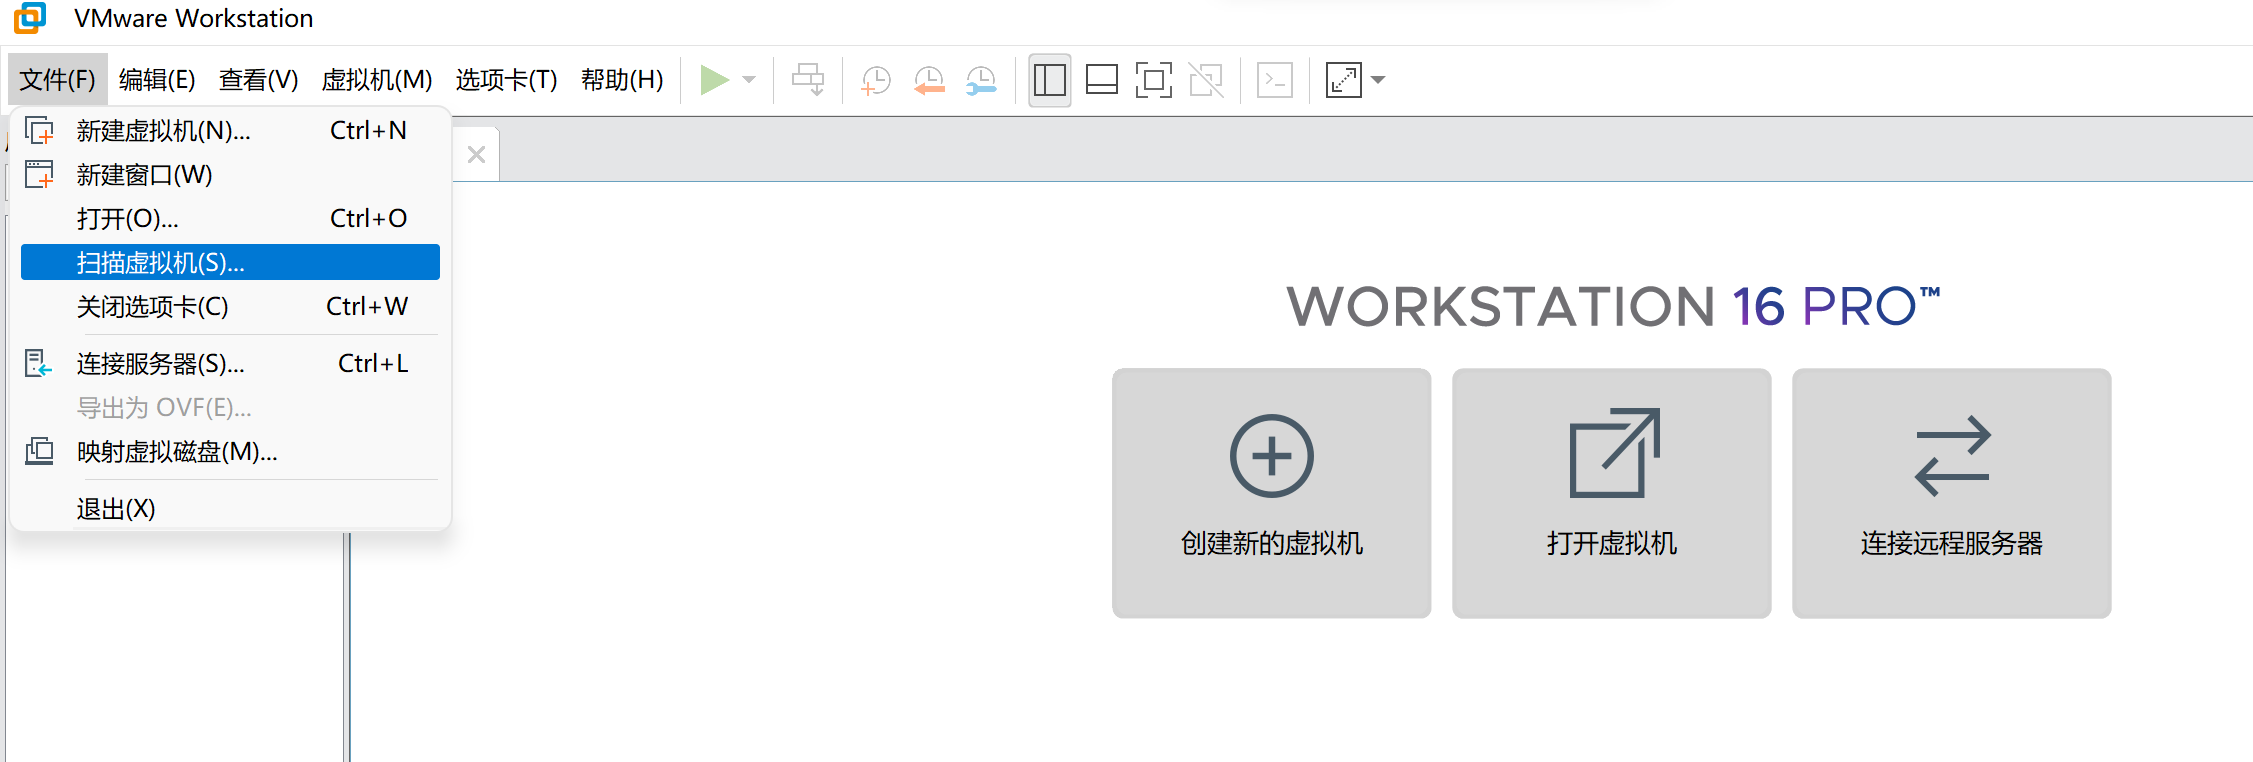 VMware Workstation
文件(F) 编辑(E) 查看(V) 虚拟机(M) 选项卡(T) 帮助(H)
新建虚拟机(N)... Ctrl+N
新建窗口(W)
打开(O)... Ctrl+O
扫描虚拟机(S)...
关闭选项卡(C) Ctrl+W
连接服务器(S)... Ctrl+L
导出为 OVF(E)...
映射虚拟磁盘(M)...
退出(X)
WORKSTATION 16 PRO™
创建新的虚拟机 打开虚拟机 连接远程服务器